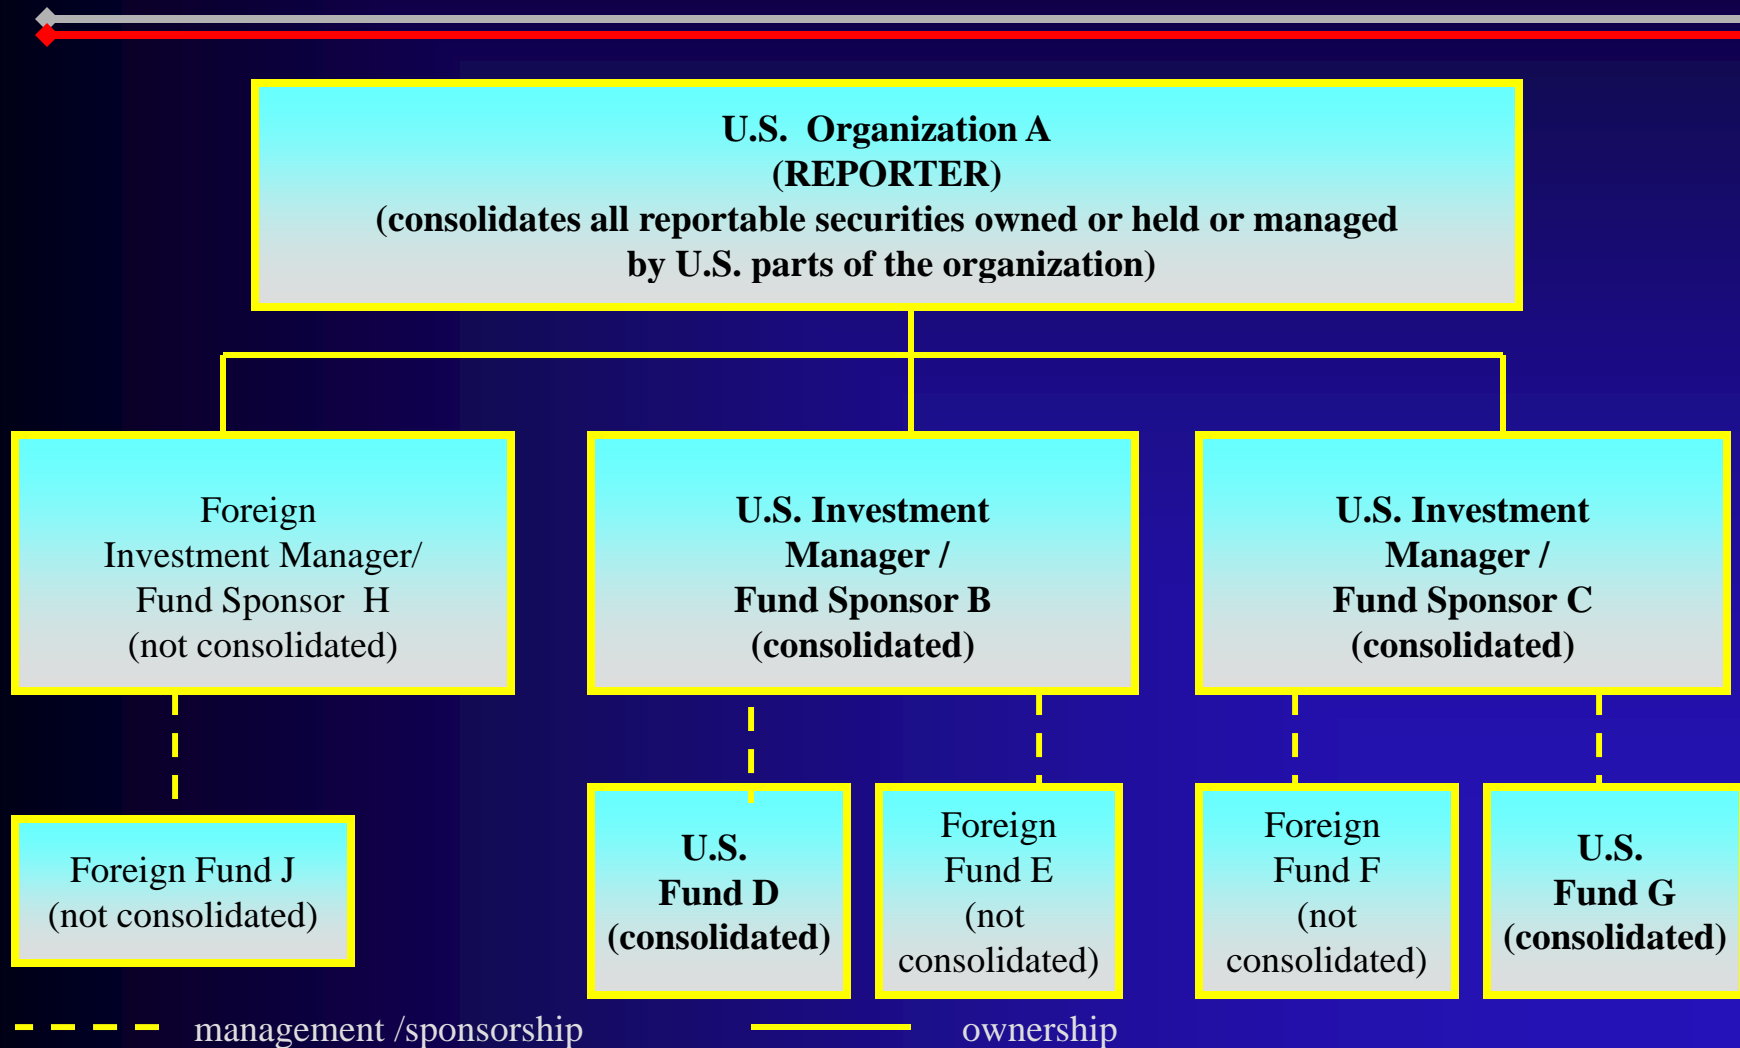 U.S. Organization A
(REPORTER)
(consolidates all reportable securities owned or held or managed
by U.S. parts of the organization)
Foreign
Investment Manager/
Fund Sponsor H
(not consolidated)
U.S. Investment
Manager /
Fund Sponsor B
(consolidated)
U.S. Investment
Manager /
Fund Sponsor C
(consolidated)
Foreign Fund J
(not consolidated)
U.S.
Fund D
(consolidated)
Foreign
Fund E
(not
consolidated)
Foreign
Fund F
(not
consolidated)
U.S.
Fund G
(consolidated)
management /sponsorship
ownership